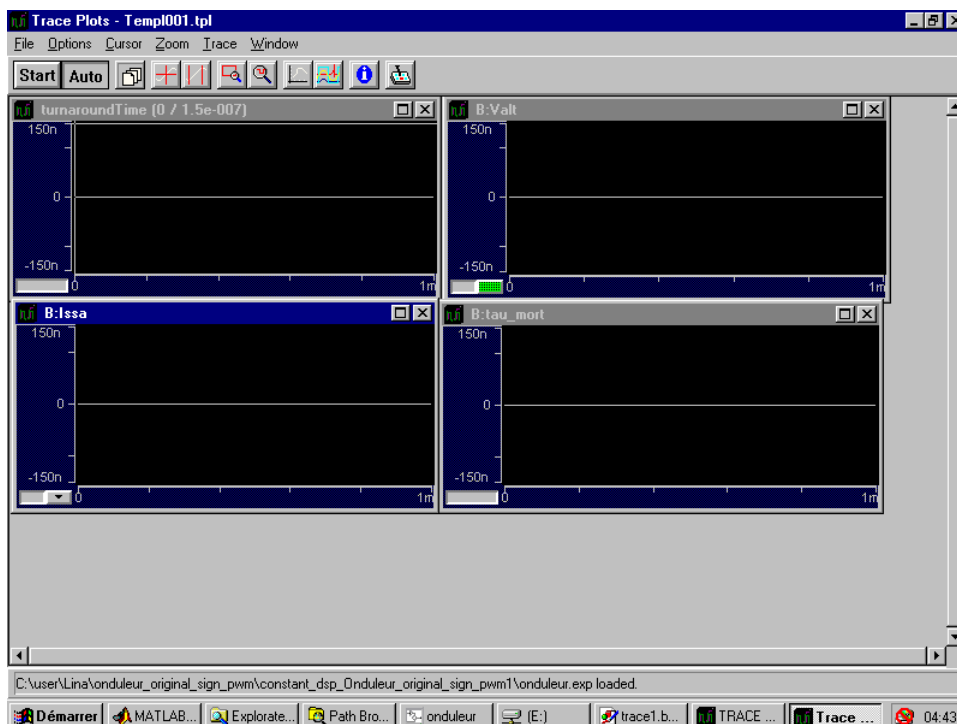 Trace Plots - Templ001.tpl
File Options Cursor Zoom Trace Window
Start Auto
turnaroundTime (0 / 1.5e-007)
150n
0
-150n
0 1m
B:Valt
150n
0
-150n
0 1m
B:Issa
150n
0
-150n
0 1m
B:tau_mort
150n
0
-150n
0 1m
C:\user\Lina\onduleur_original_sign_pwm\constant_dsp_Onduleur_original_sign_pwm1\onduleur.exp loaded.
Démarrer MATLAB... Explorate... Path Bro... onduleur (E:) trace1.b... TRACE ... Trace ... 04:43